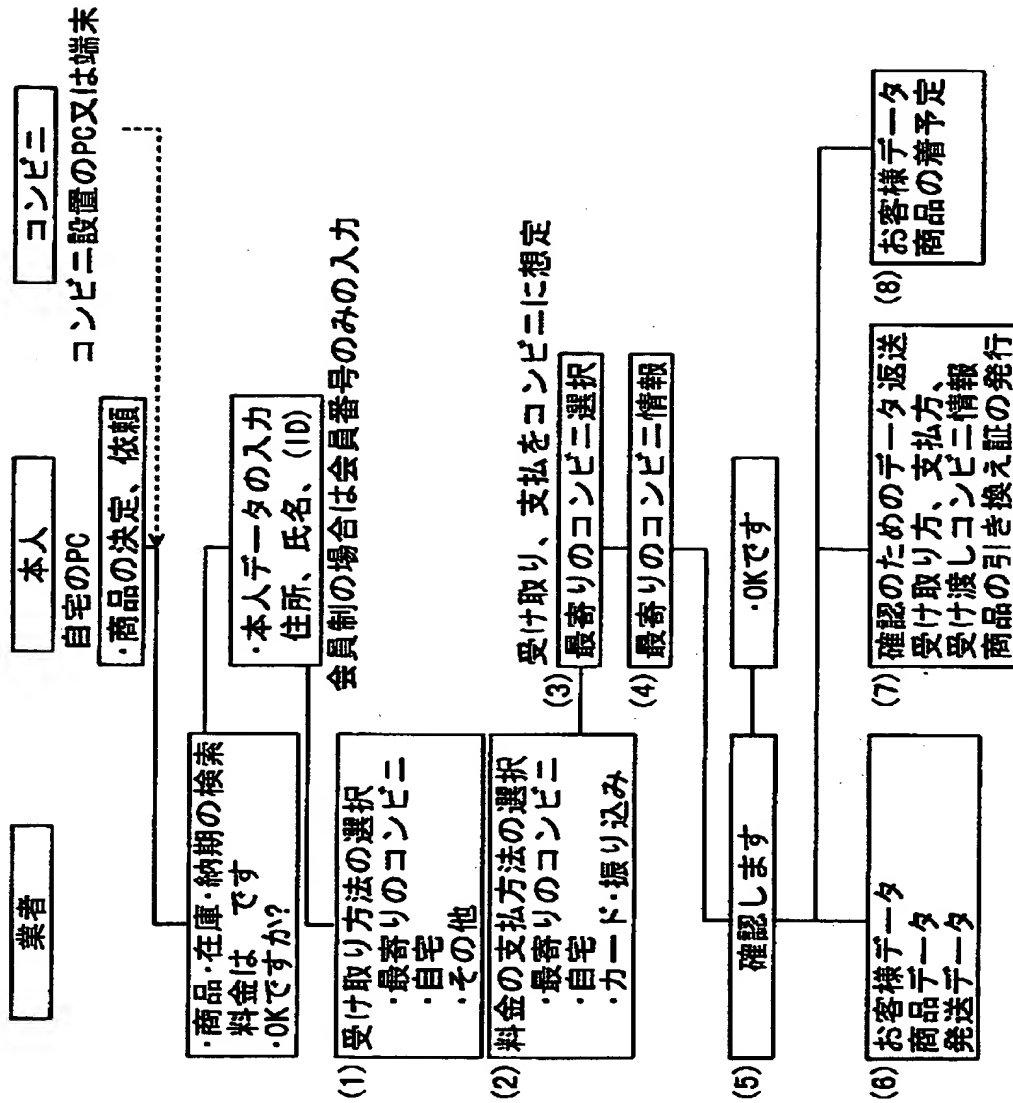 業者
本人
コンビニ
自宅のPC
コンビニ設置のPC又は端末
・商品の決定、依頼
・商品・在庫・納期の検索
料金は です
・OKですか?
・本人データの入力
住所、氏名、(ID)
会員制の場合は会員番号のみの入力
(1) 受け取り方法の選択
・最寄りのコンビニ
・自宅
・その他
(2) 料金の支払方法の選択
・最寄りのコンビニ
・自宅
・カード・振り込み
受け取り、支払をコンビニに想定
(3) 最寄りのコンビニ選択
(4) 最寄りのコンビニ情報
(5) 確認します
・OKです
(6) お客様データ
商品データ
発送データ
(7) 確認のためのデータ返送
受け取り方、支払方、
受け渡しコンビニ情報
商品の引き換え証の発行
(8) お客様データ
商品の着予定